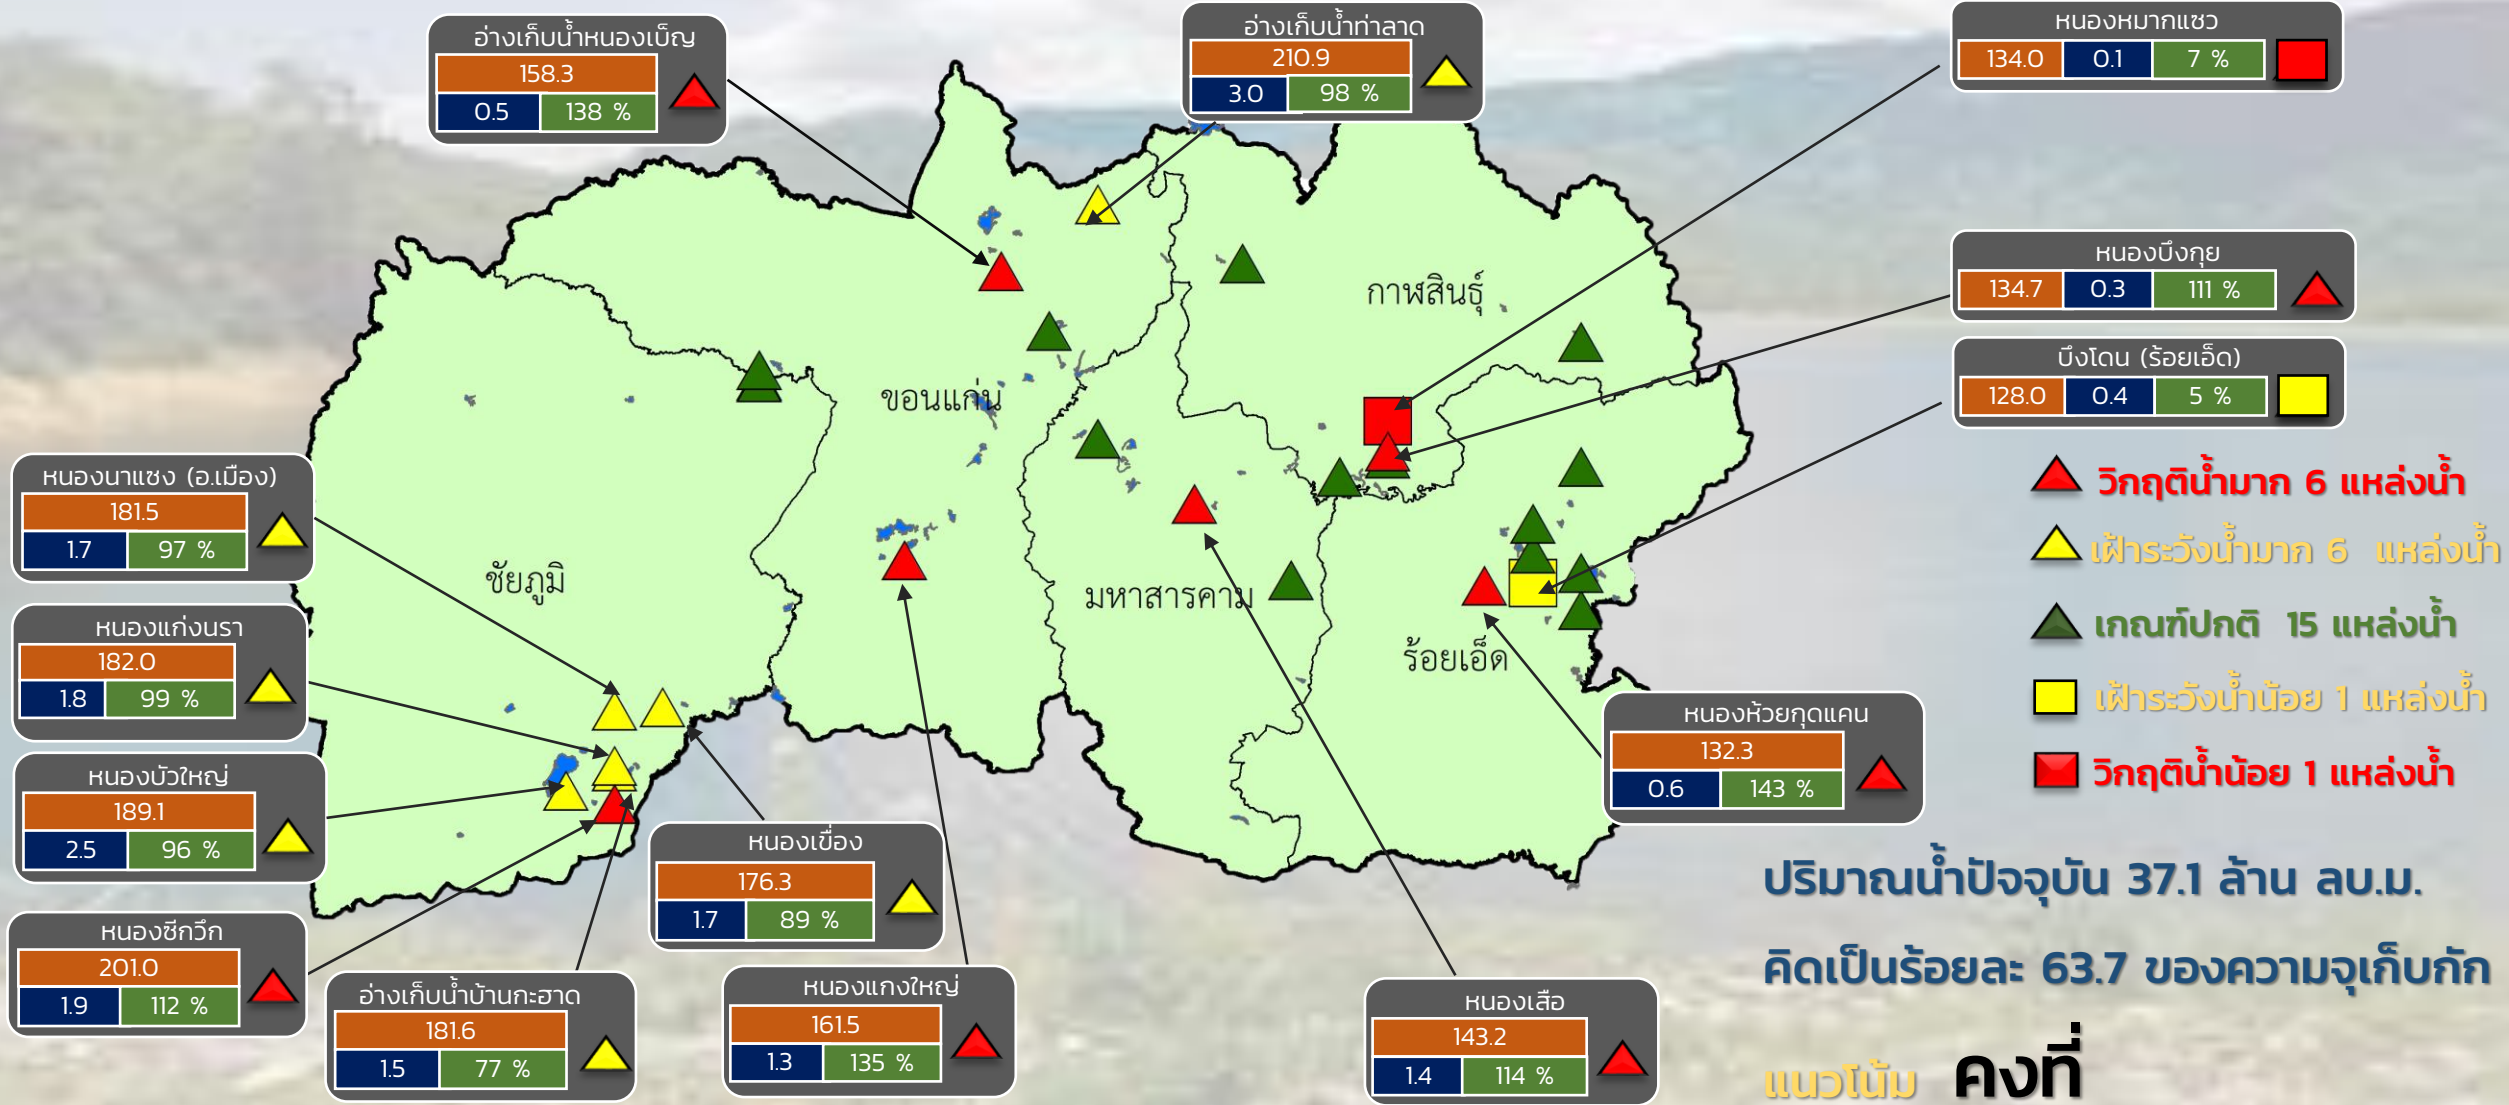 อ่างเก็บน้ำหนองเบ็ญ
158.3
0.5 138 %
อ่างเก็บน้ำท่าลาด
210.9
3.0 98 %
หนองหมากแซว
134.0 0.1 7 %
หนองบึงกุย
134.7 0.3 111 %
บึงโดน (ร้อยเอ็ด)
128.0 0.4 5 %
กาฬสินธุ์
ขอนแก่น
ชัยภูมิ
มหาสารคาม
ร้อยเอ็ด
หนองนาแซง (อ.เมือง)
181.5
1.7 97 %
หนองแก่งนรา
182.0
1.8 99 %
หนองบัวใหญ่
189.1
2.5 96 %
หนองซีกวึก
201.0
1.9 112 %
อ่างเก็บน้ำบ้านกะฮาด
181.6
1.5 77 %
หนองเขื่อง
176.3
1.7 89 %
หนองแกงใหญ่
161.5
1.3 135 %
หนองเสือ
143.2
1.4 114 %
หนองห้วยกุดแคน
132.3
0.6 143 %
วิกฤติน้ำมาก 6 แหล่งน้ำ
เฝ้าระวังน้ำมาก 6 แหล่งน้ำ
เกณฑ์ปกติ 15 แหล่งน้ำ
เฝ้าระวังน้ำน้อย 1 แหล่งน้ำ
วิกฤติน้ำน้อย 1 แหล่งน้ำ
ปริมาณน้ำปัจจุบัน 37.1 ล้าน ลบ.ม.
คิดเป็นร้อยละ 63.7 ของความจุเก็บกัก
แนวโน้ม คงที่